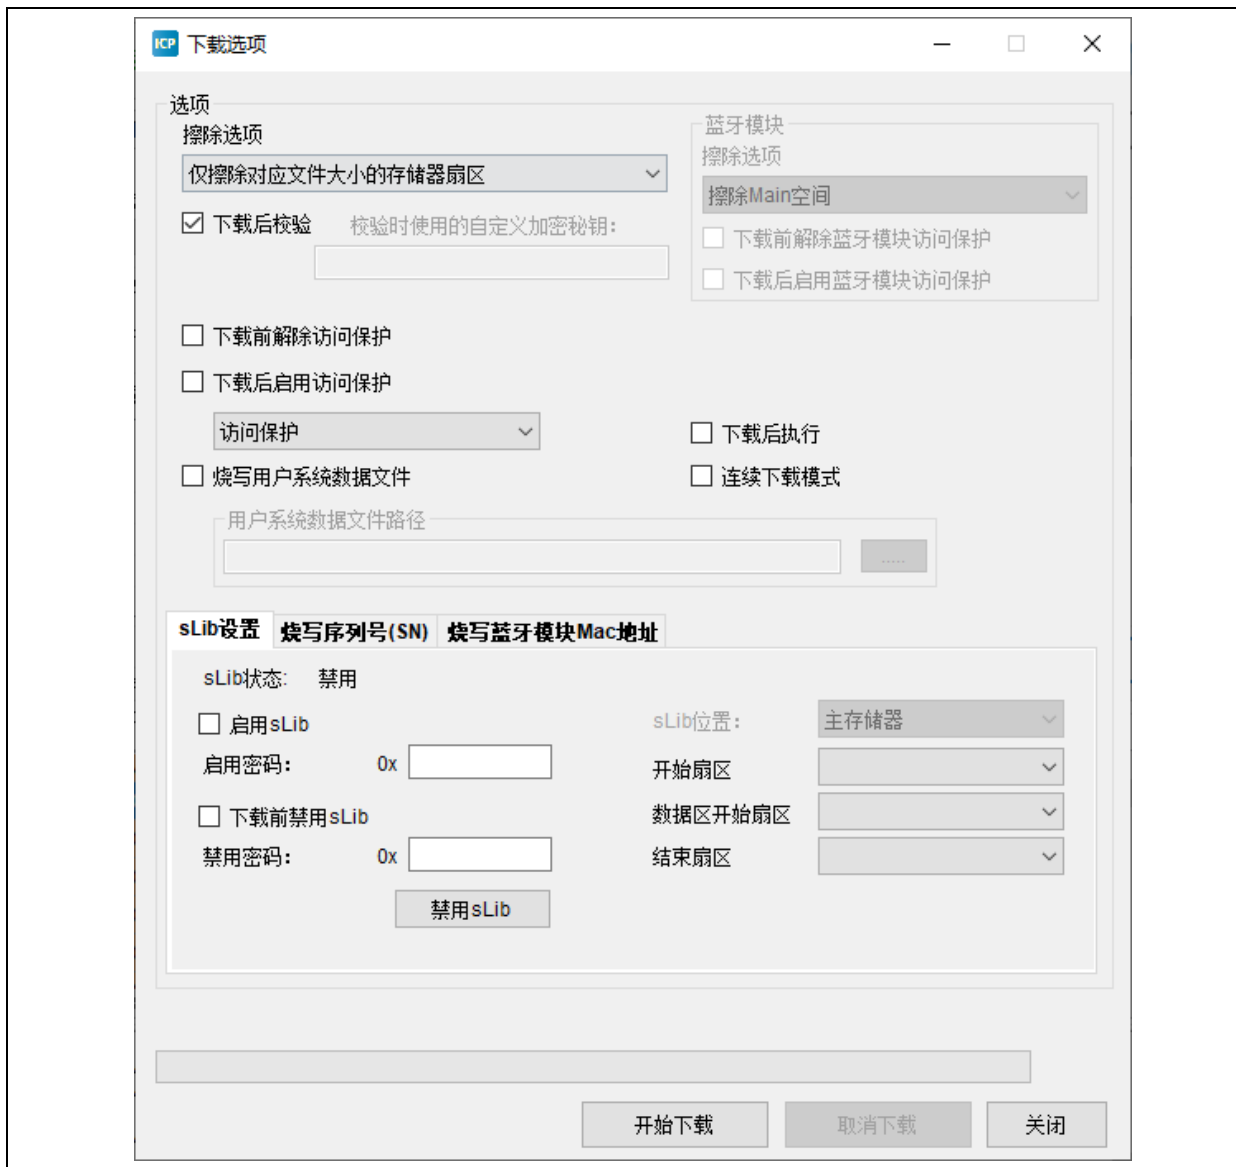 ICP 下载选项
选项
擦除选项
仅擦除对应文件大小的存储器扇区
下载后校验 校验时使用的自定义加密秘钥：
蓝牙模块
擦除选项
擦除Main空间
下载前解除蓝牙模块访问保护
下载后启用蓝牙模块访问保护
下载前解除访问保护
下载后启用访问保护
访问保护
下载后执行
烧写用户系统数据文件
连续下载模式
用户系统数据文件路径
.....
sLib设置 烧写序列号(SN) 烧写蓝牙模块Mac地址
sLib状态: 禁用
启用sLib
启用密码： 0x
下载前禁用sLib
禁用密码： 0x
禁用sLib
sLib位置： 主存储器
开始扇区
数据区开始扇区
结束扇区
开始下载 取消下载 关闭